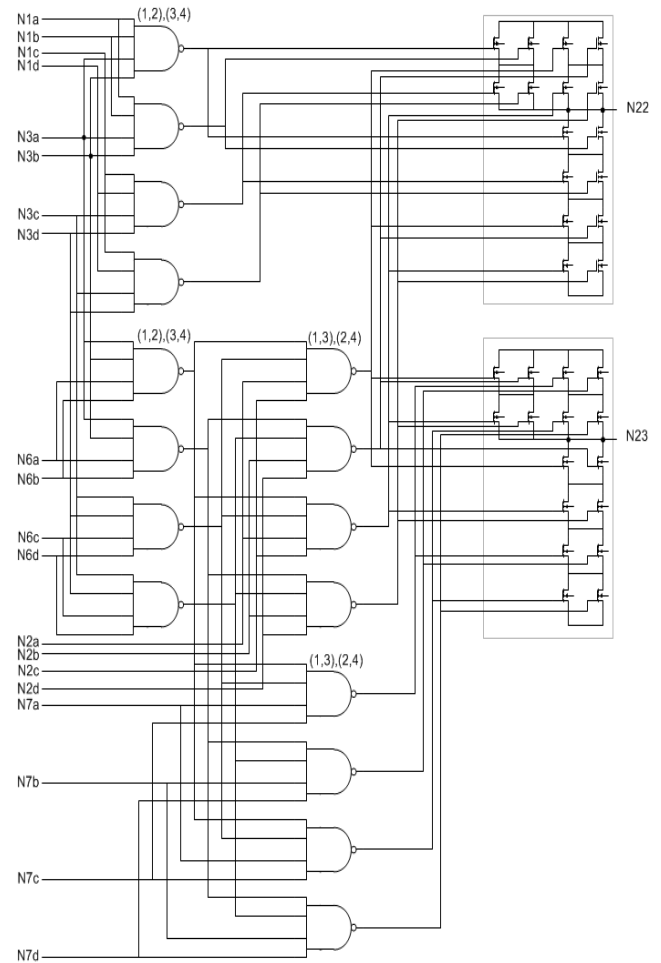 N1a
(1,2),(3,4)
N1b
N1c
N1d
N22
N3a
N3b
N3c
N3d
(1,2),(3,4)
(1,3),(2,4)
N23
N6a
N6b
N6c
N6d
N2a
N2b
N2c
(1,3),(2,4)
N2d
N7a
N7b
N7c
N7d